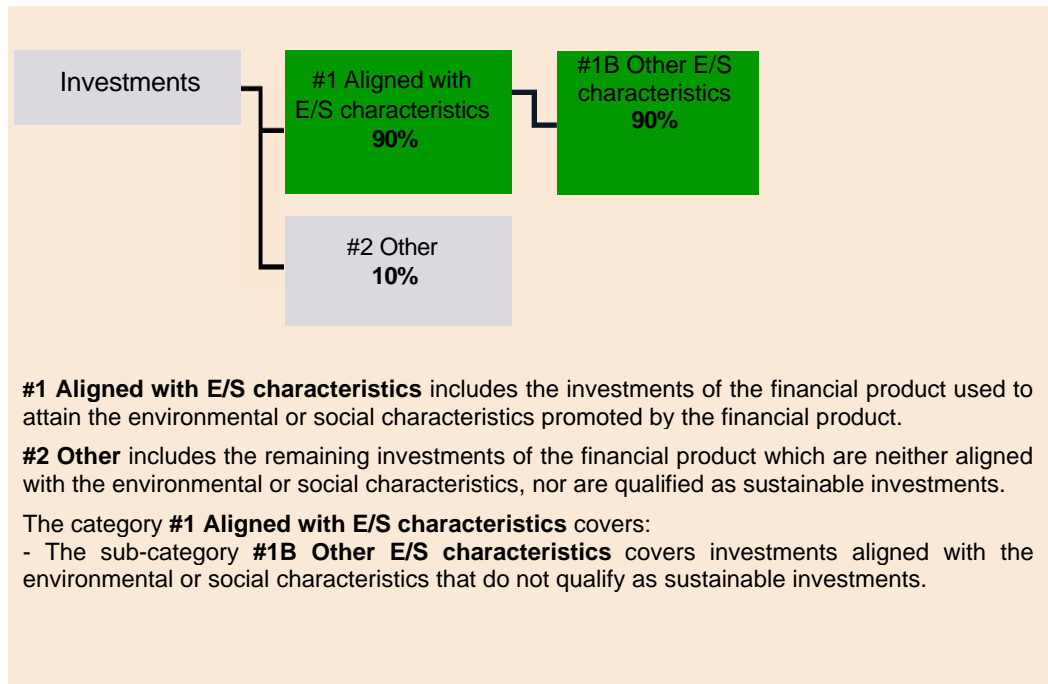 Investments
#1 Aligned with
E/S characteristics
90%
#1B Other E/S
characteristics
90%
#2 Other
10%
#1 Aligned with E/S characteristics includes the investments of the financial product used to
attain the environmental or social characteristics promoted by the financial product.
#2 Other includes the remaining investments of the financial product which are neither aligned
with the environmental or social characteristics, nor are qualified as sustainable investments.
The category #1 Aligned with E/S characteristics covers:
- The sub-category #1B Other E/S characteristics covers investments aligned with the
environmental or social characteristics that do not qualify as sustainable investments.